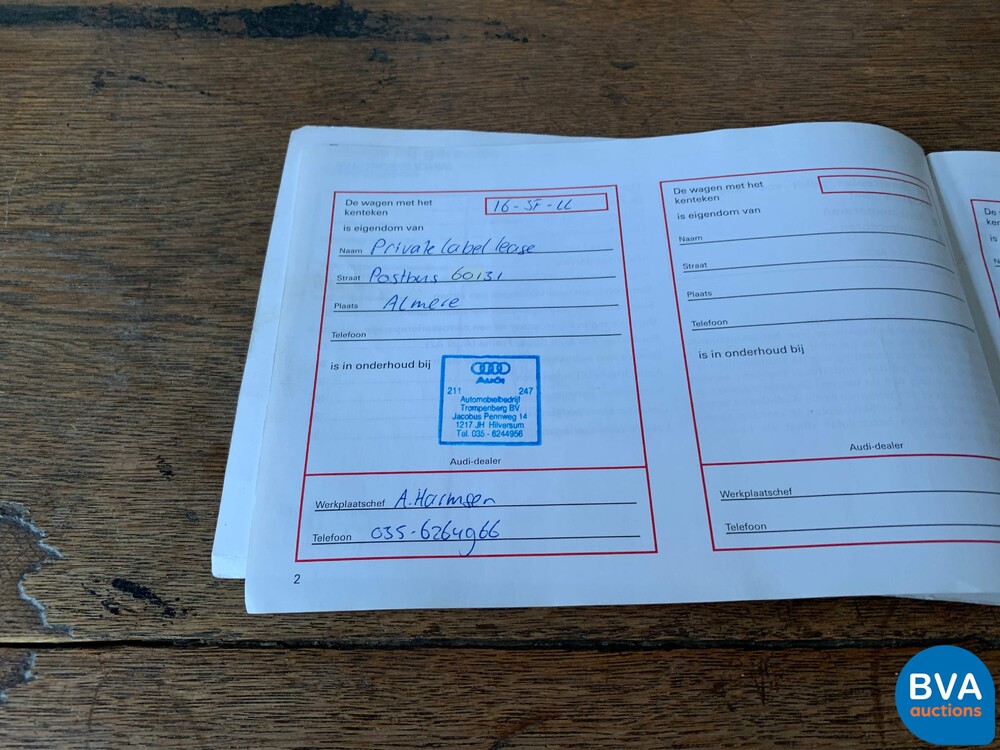 De wagen met het
kenteken 16-SF-LL
is eigendom van
Naam Private label lease
Straat Postbus 60131
Plaats Almere
Telefoon
is in onderhoud bij
Audi
211 247
Automobielbedrijf
Trompenberg BV
Jacobus Pennweg 14
1217 JH Hilversum
Tel. 035 - 6244956
Audi-dealer
Werkplaatschef A. Harmsen
Telefoon 035-6264966
2
De wagen met het
kenteken
is eigendom van
Naam
Straat
Plaats
Telefoon
is in onderhoud bij
Audi-dealer
Werkplaatschef
Telefoon
BVA
auctions